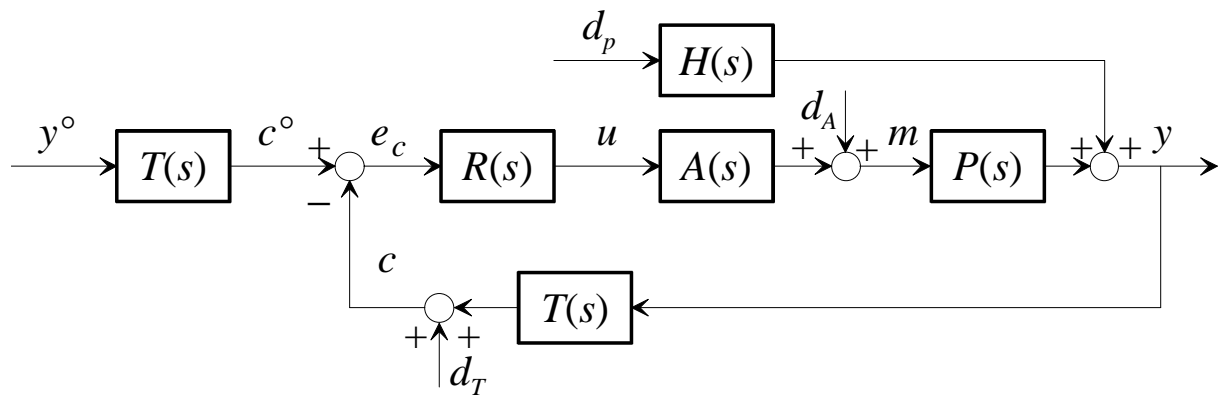 d_p H(s)
d_A
y° T(s) c° + e_c R(s) u A(s) + + m P(s) + + y
−
c
T(s)
+ +
d_T